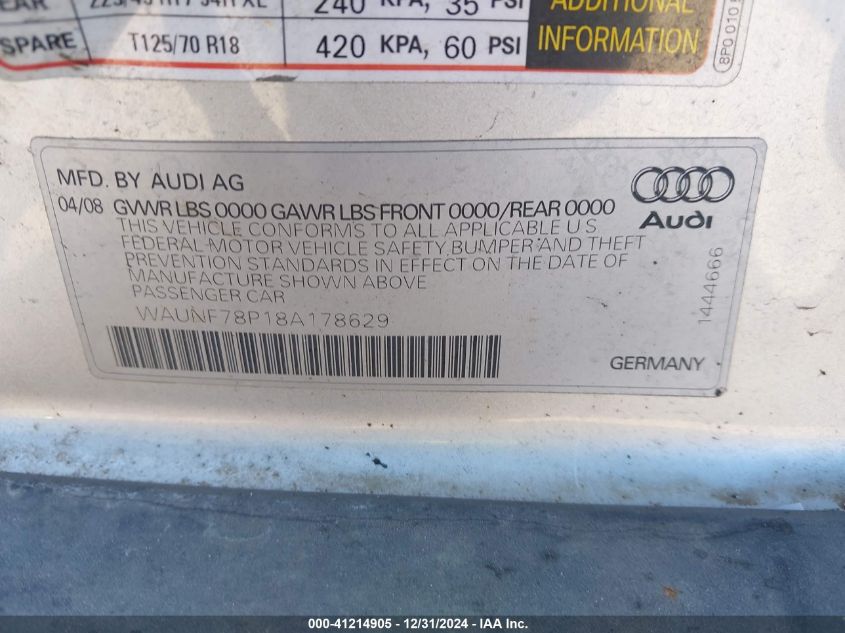 240 KPA, 35 PSI ADDITIONAL
SPARE T125/70 R18 420 KPA, 60 PSI INFORMATION
8P0 010
MFD. BY AUDI AG
04/08 GVWR LBS 0000 GAWR LBS FRONT 0000/REAR 0000
THIS VEHICLE CONFORMS TO ALL APPLICABLE U S
FEDERAL-MOTOR VEHICLE SAFETY,BUMPER AND THEFT
PREVENTION STANDARDS IN EFFECT ON THE DATE OF
MANUFACTURE SHOWN ABOVE
PASSENGER CAR
WAUNF78P18A178629
Audi
1444666
GERMANY
000-41214905 - 12/31/2024 - IAA Inc.